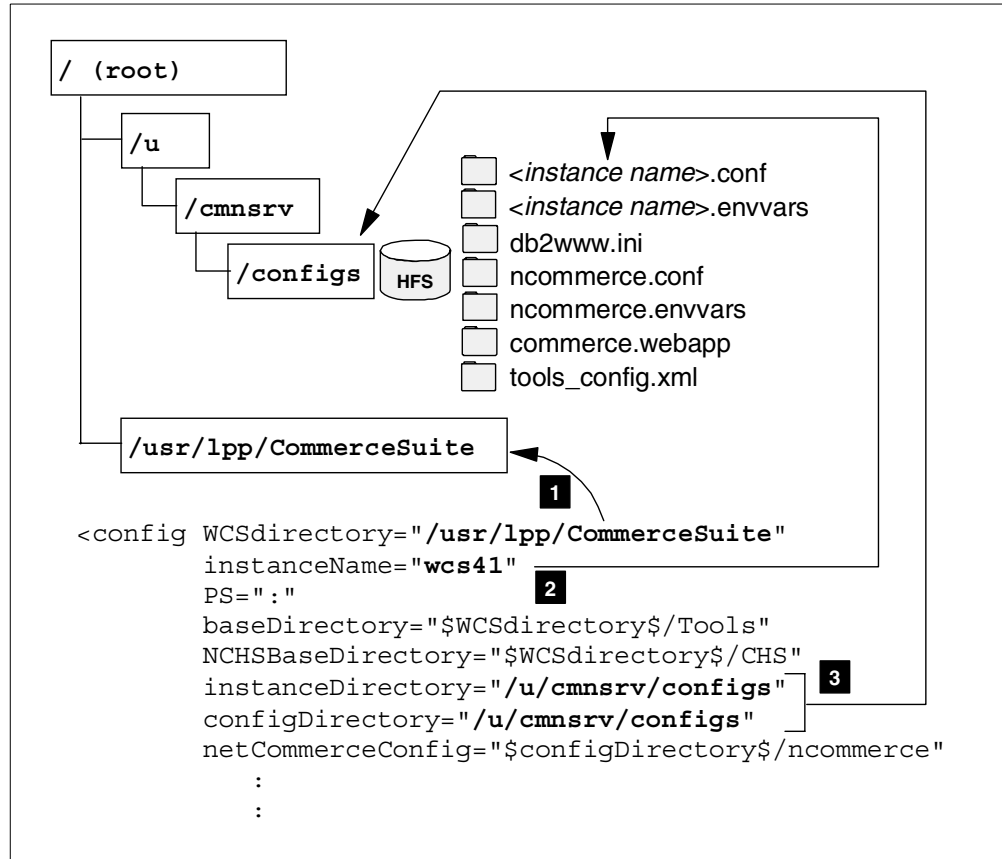 / (root)
/u
/cmnsrv
/configs
HFS
<instance name>.conf
<instance name>.envvars
db2www.ini
ncommerce.conf
ncommerce.envvars
commerce.webapp
tools_config.xml
/usr/lpp/CommerceSuite
1
<config WCSdirectory="/usr/lpp/CommerceSuite"
instanceName="wcs41"
2
PS=":"
baseDirectory="$WCSdirectory$/Tools"
NCHSBaseDirectory="$WCSdirectory$/CHS"
instanceDirectory="/u/cmnsrv/configs"
3
configDirectory="/u/cmnsrv/configs"
netCommerceConfig="$configDirectory$/ncommerce"
:
: